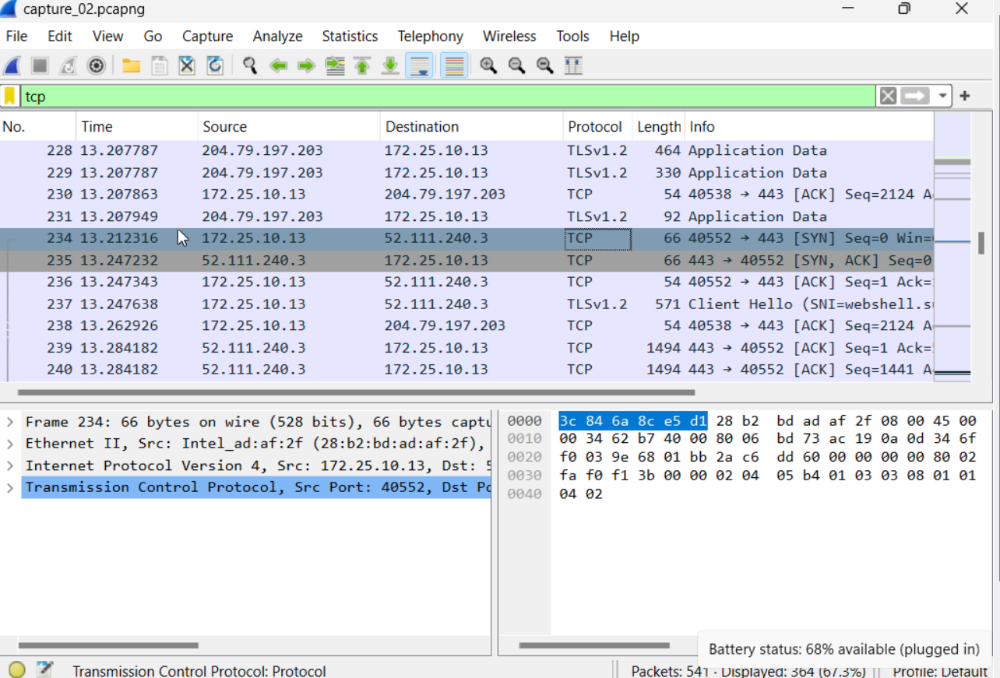 capture_02.pcapng
File Edit View Go Capture Analyze Statistics Telephony Wireless Tools Help
tcp
No. Time Source Destination Protocol Length Info
228 13.207787 204.79.197.203 172.25.10.13 TLSv1.2 464 Application Data
229 13.207787 204.79.197.203 172.25.10.13 TLSv1.2 330 Application Data
230 13.207863 172.25.10.13 204.79.197.203 TCP 54 40538 → 443 [ACK] Seq=2124 A
231 13.207949 204.79.197.203 172.25.10.13 TLSv1.2 92 Application Data
234 13.212316 172.25.10.13 52.111.240.3 TCP 66 40552 → 443 [SYN] Seq=0 Win=
235 13.247232 52.111.240.3 172.25.10.13 TCP 66 443 → 40552 [SYN, ACK] Seq=0
236 13.247343 172.25.10.13 52.111.240.3 TCP 54 40552 → 443 [ACK] Seq=1 Ack=
237 13.247638 172.25.10.13 52.111.240.3 TLSv1.2 571 Client Hello (SNI=webshell.s
238 13.262926 172.25.10.13 204.79.197.203 TCP 54 40538 → 443 [ACK] Seq=2124 A
239 13.284182 52.111.240.3 172.25.10.13 TCP 1494 443 → 40552 [ACK] Seq=1 Ack=
240 13.284182 52.111.240.3 172.25.10.13 TCP 1494 443 → 40552 [ACK] Seq=1441 A
Frame 234: 66 bytes on wire (528 bits), 66 bytes captu
Ethernet II, Src: Intel_ad:af:2f (28:b2:bd:ad:af:2f),
Internet Protocol Version 4, Src: 172.25.10.13, Dst: 5
Transmission Control Protocol, Src Port: 40552, Dst Po
0000 3c 84 6a 8c e5 d1 28 b2 bd ad af 2f 08 00 45 00
0010 00 34 62 b7 40 00 80 06 bd 73 ac 19 0a 0d 34 6f
0020 f0 03 9e 68 01 bb 2a c6 dd 60 00 00 00 00 80 02
0030 fa f0 f1 3b 00 00 02 04 05 b4 01 03 03 08 01 01
0040 04 02
Battery status: 68% available (plugged in)
Transmission Control Protocol: Protocol
Packets: 541 · Displayed: 364 (67.3%)
Profile: Default